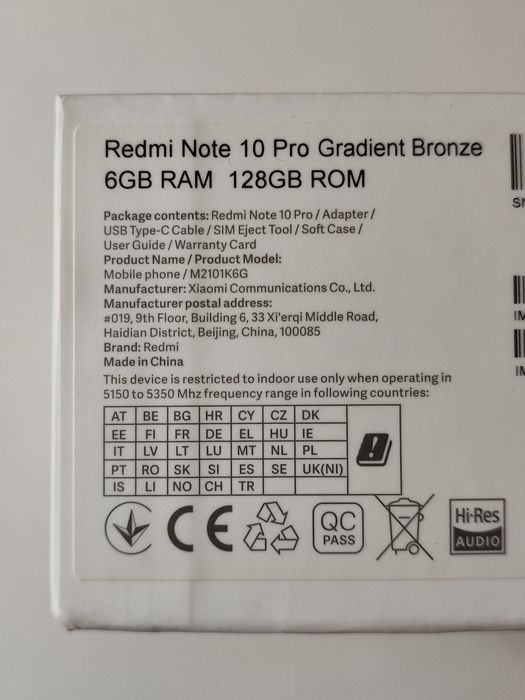 Redmi Note 10 Pro Gradient Bronze
6GB RAM 128GB ROM
Package contents: Redmi Note 10 Pro / Adapter /
USB Type-C Cable / SIM Eject Tool / Soft Case /
User Guide / Warranty Card
Product Name / Product Model:
Mobile phone / M2101K6G
Manufacturer: Xiaomi Communications Co., Ltd.
Manufacturer postal address:
#019, 9th Floor, Building 6, 33 Xi'erqi Middle Road,
Haidian District, Beijing, China, 100085
Brand: Redmi
Made in China
This device is restricted to indoor use only when operating in
5150 to 5350 Mhz frequency range in following countries:
AT BE BG HR CY CZ DK
EE FI FR DE EL HU IE
IT LV LT LU MT NL PL
PT RO SK SI ES SE UK(NI)
IS LI NO CH TR
CE
QC
PASS
Hi-Res
AUDIO